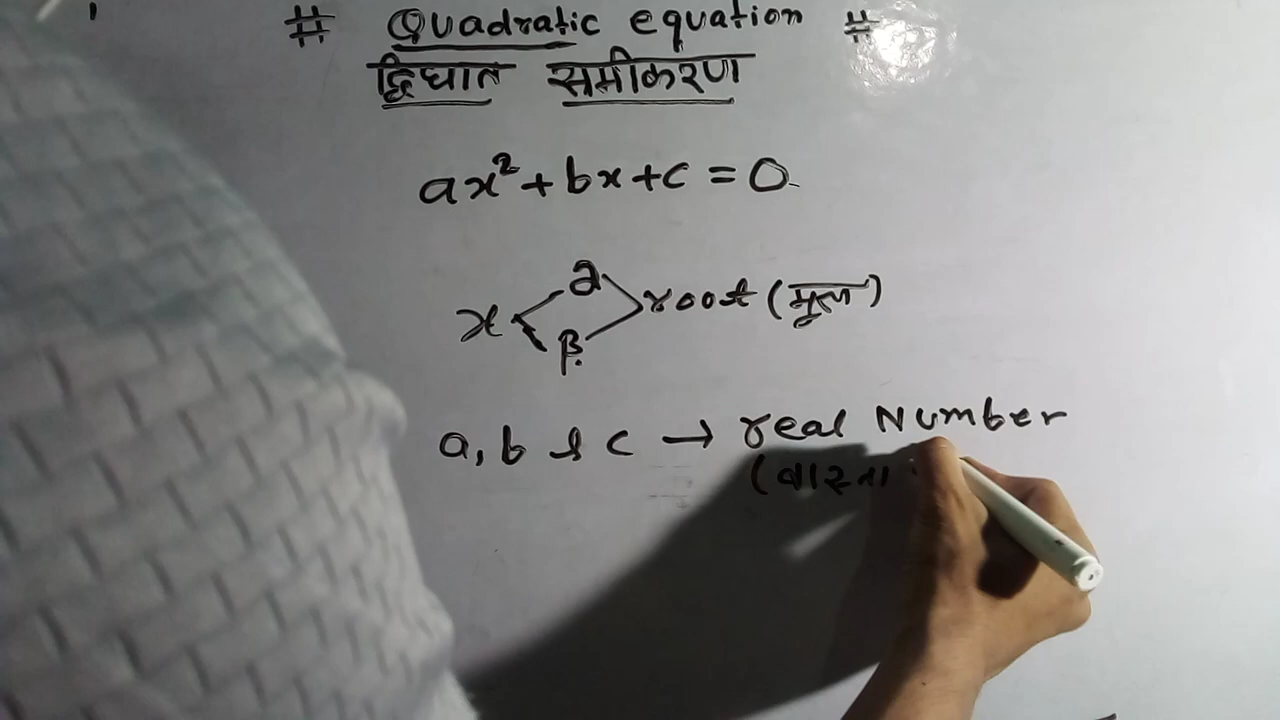 # Quadratic equation #
द्विघात समीकरण
ax² + bx + c = 0
x < α β > root (मूल)
a, b & c → real Number
(वास्त